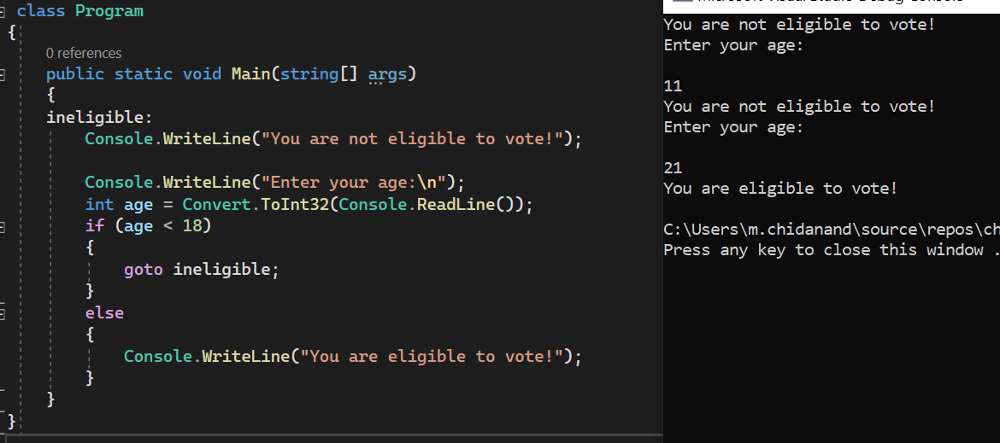 class Program
{
0 references
public static void Main(string[] args)
{
ineligible:
Console.WriteLine("You are not eligible to vote!");
Console.WriteLine("Enter your age:\n");
int age = Convert.ToInt32(Console.ReadLine());
if (age < 18)
{
goto ineligible;
}
else
{
Console.WriteLine("You are eligible to vote!");
}
}
}
You are not eligible to vote!
Enter your age:
11
You are not eligible to vote!
Enter your age:
21
You are eligible to vote!
C:\Users\m.chidanand\source\repos\ch
Press any key to close this window .